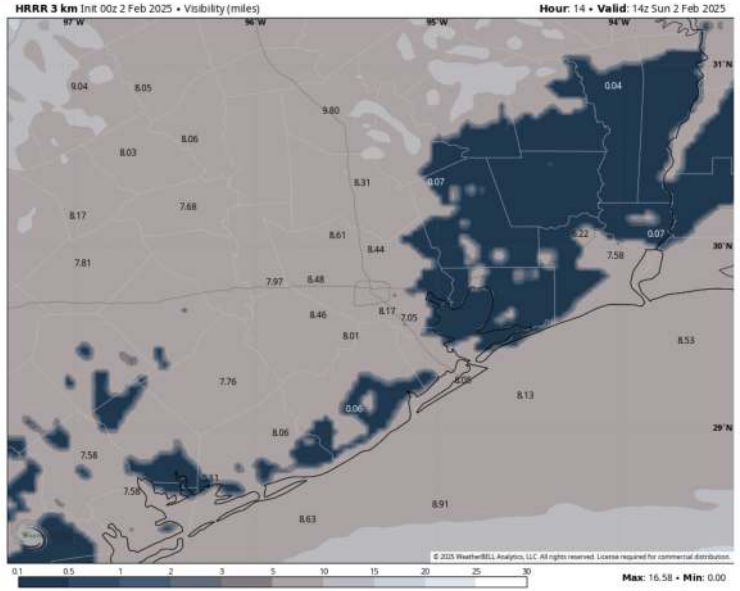 HRRR 3 km Init 00z 2 Feb 2025 • Visibility (miles)
Hour: 14 • Valid: 14z Sun 2 Feb 2025
97°W 96°W 95°W 94°W
31°N
9.04 8.05 0.04
9.80
8.06
8.03
8.31 0.07
7.68
8.17
8.61 0.07
8.44 30°N
7.81 7.58
7.97 8.48
8.46 8.17 7.05
8.01 8.53
7.76 8.08
8.13
0.06
8.06 29°N
7.58
7.58
8.91
8.63
© 2025 WeatherBELL Analytics, LLC. All rights reserved. License required for commercial distribution.
0.1 0.5 1 2 3 5 10 15 20 25 30
Max: 16.58 • Min: 0.00